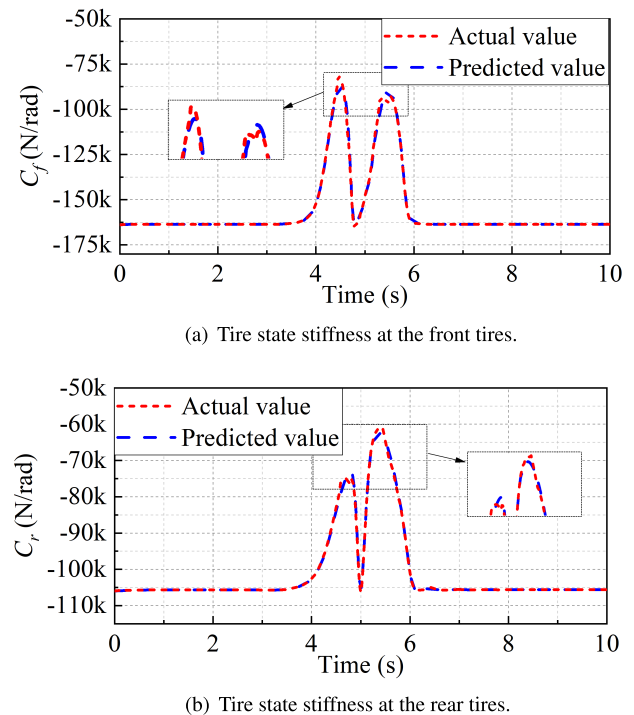 -50k
Actual value
-75k
Predicted value
-100k
-125k
-150k
-175k
C_f (N/rad)
0 2 4 6 8 10
Time (s)
(a) Tire state stiffness at the front tires.
-50k
Actual value
-60k
Predicted value
-70k
-80k
-90k
-100k
-110k
C_r (N/rad)
0 2 4 6 8 10
Time (s)
(b) Tire state stiffness at the rear tires.